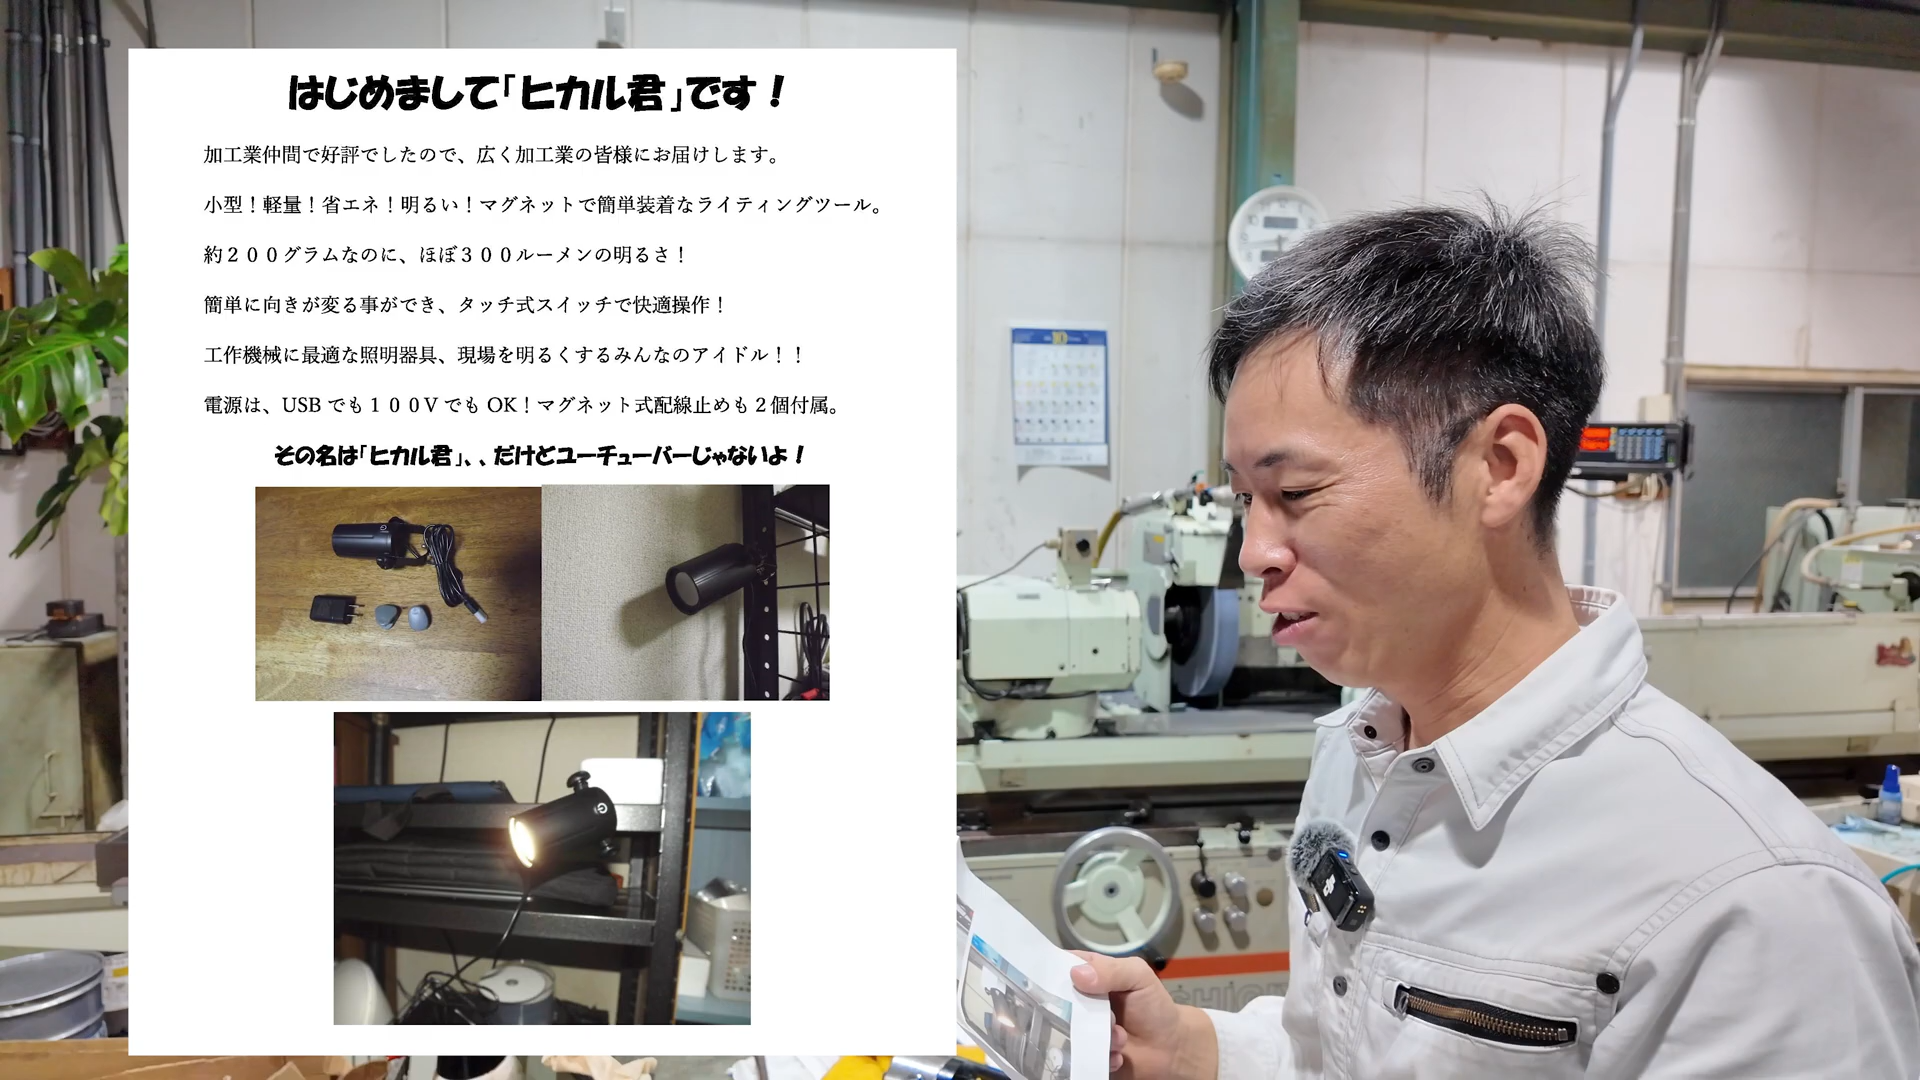 はじめまして「ヒカル君」です！
加工業仲間で好評でしたので、広く加工業の皆様にお届けします。
小型！軽量！省エネ！明るい！マグネットで簡単装着なライティングツール。
約２００グラムなのに、ほぼ３００ルーメンの明るさ！
簡単に向きが変る事ができ、タッチ式スイッチで快適操作！
工作機械に最適な照明器具、現場を明るくするみんなのアイドル！！
電源は、USBでも１００VでもOK！マグネット式配線止めも２個付属。
その名は「ヒカル君」、、だけどユーチューバーじゃないよ！
10
dji